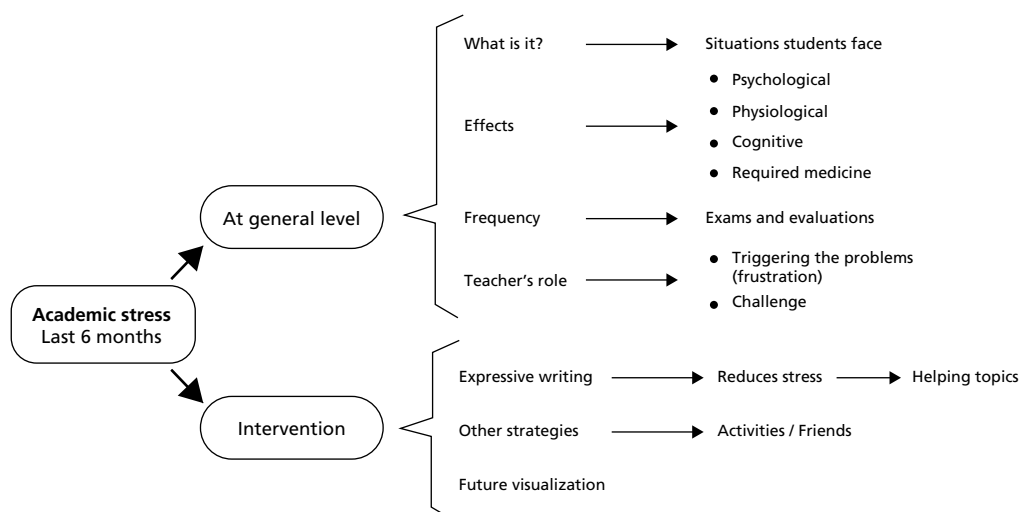 Academic stress
Last 6 months
At general level
What is it?
Situations students face
Effects
Psychological
Physiological
Cognitive
Required medicine
Frequency
Exams and evaluations
Teacher’s role
Triggering the problems
(frustration)
Challenge
Intervention
Expressive writing
Reduces stress
Helping topics
Other strategies
Activities / Friends
Future visualization